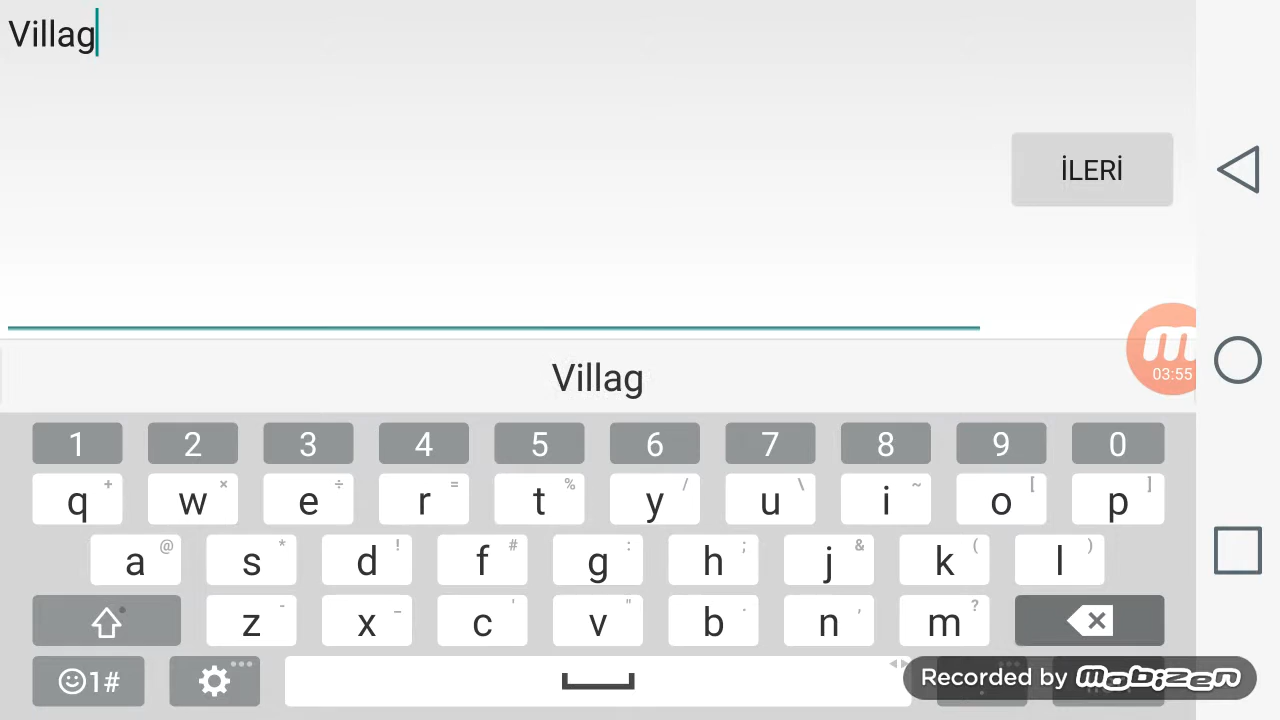 Villag
İLERİ
03:55
Villag
1 2 3 4 5 6 7 8 9 0
q + w × e ÷ r = t % y / u \ i ~ o [ p ]
a @ s * d ! f # g : h ; j & k ( l )
z - x _ c ' v " b . n , m ?
1#
Recorded by mobizen